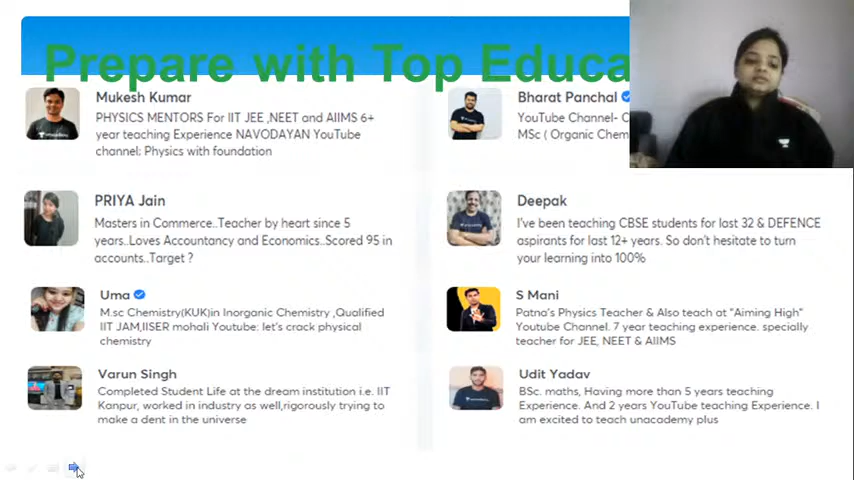 Prepare with Top Educa
Mukesh Kumar
PHYSICS MENTORS For IIT JEE ,NEET and AIIMS 6+
year teaching Experience NAVODAYAN YouTube
channel: Physics with foundation
Bharat Panchal
YouTube Channel- C
MSc ( Organic Chem
PRIYA Jain
Masters in Commerce..Teacher by heart since 5
years..Loves Accountancy and Economics..Scored 95 in
accounts..Target ?
Deepak
I've been teaching CBSE students for last 32 & DEFENCE
aspirants for last 12+ years. So don't hesitate to turn
your learning into 100%
Uma
M.sc Chemistry(KUK)in Inorganic Chemistry ,Qualified
IIT JAM,IISER mohali Youtube: let's crack physical
chemistry
S Mani
Patna's Physics Teacher & Also teach at "Aiming High"
Youtube Channel. 7 year teaching experience. specially
teacher for JEE, NEET & AIIMS
Varun Singh
Completed Student Life at the dream institution i.e. IIT
Kanpur, worked in industry as well,rigorously trying to
make a dent in the universe
Udit Yadav
BSc. maths, Having more than 5 years teaching
Experience. And 2 years YouTube teaching Experience. I
am excited to teach unacademy plus